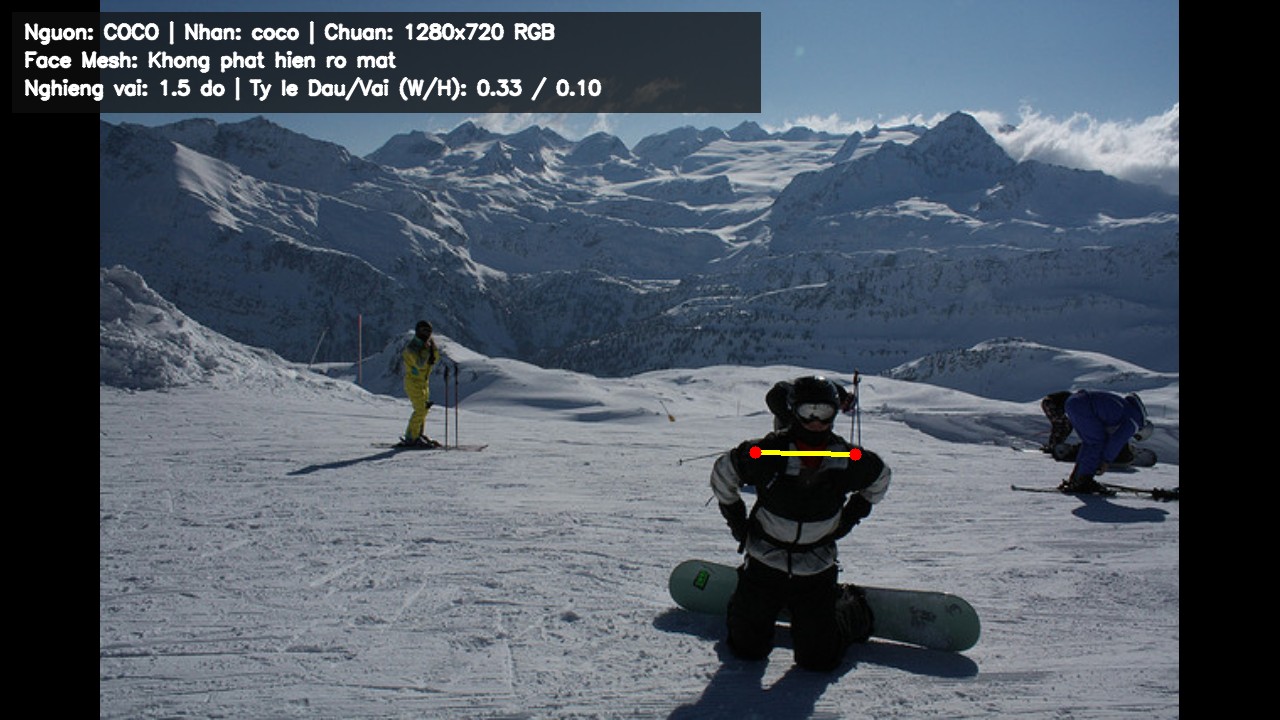 Nguon: COCO | Nhan: coco | Chuan: 1280x720 RGB
Face Mesh: Khong phat hien ro mat
Nghieng vai: 1.5 do | Ty le Dau/Vai (W/H): 0.33 / 0.10